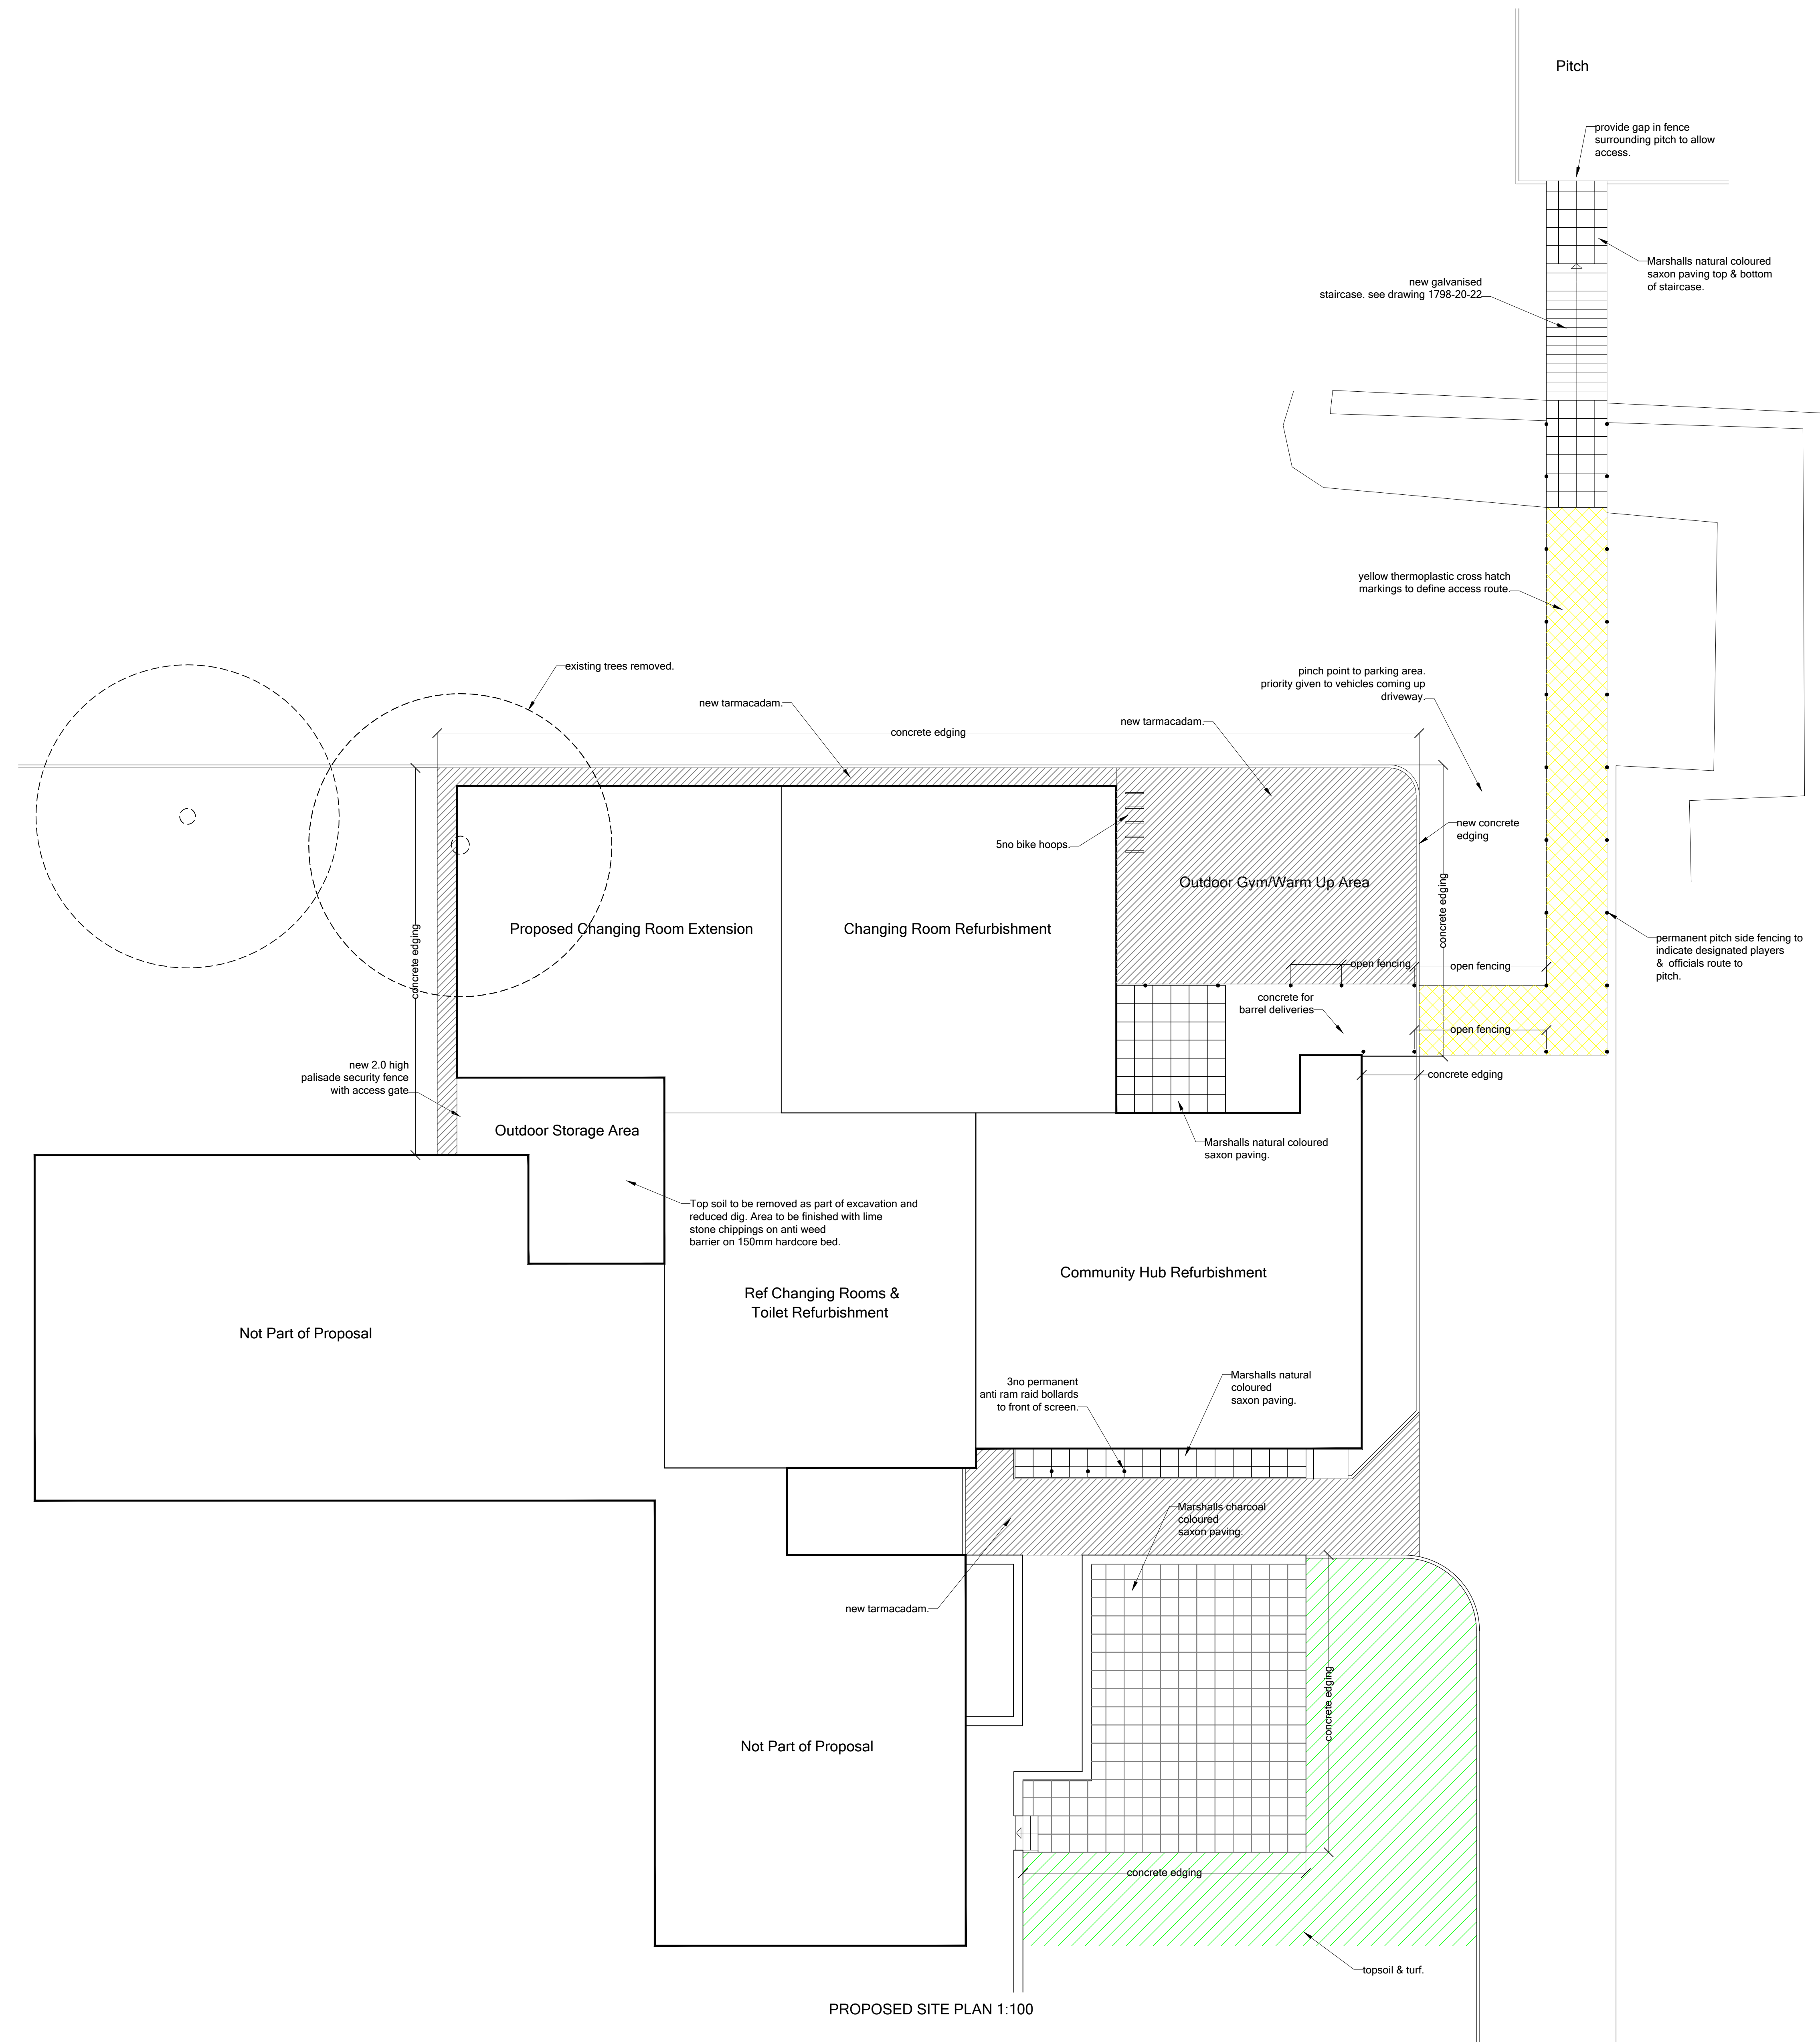 Pitch
provide gap in fence
surrounding pitch to allow
access.
Marshalls natural coloured
saxon paving top & bottom
of staircase.
new galvanised
staircase. see drawing 1798-20-22
yellow thermoplastic cross hatch
markings to define access route.
existing trees removed.
pinch point to parking area.
priority given to vehicles coming up
driveway.
new tarmacadam.
new tarmacadam.
concrete edging
new concrete
edging
5no bike hoops.
Outdoor Gym/Warm Up Area
concrete edging
concrete edging
Proposed Changing Room Extension
Changing Room Refurbishment
permanent pitch side fencing to
indicate designated players
& officials route to
pitch.
open fencing
open fencing
concrete for
barrel deliveries
open fencing
new 2.0 high
palisade security fence
with access gate
concrete edging
Outdoor Storage Area
Marshalls natural coloured
saxon paving.
Top soil to be removed as part of excavation and
reduced dig. Area to be finished with lime
stone chippings on anti weed
barrier on 150mm hardcore bed.
Community Hub Refurbishment
Ref Changing Rooms &
Toilet Refurbishment
Not Part of Proposal
3no permanent
anti ram raid bollards
to front of screen.
Marshalls natural
coloured
saxon paving.
Marshalls charcoal
coloured
saxon paving.
new tarmacadam.
concrete edging
Not Part of Proposal
concrete edging
topsoil & turf.
PROPOSED SITE PLAN 1:100